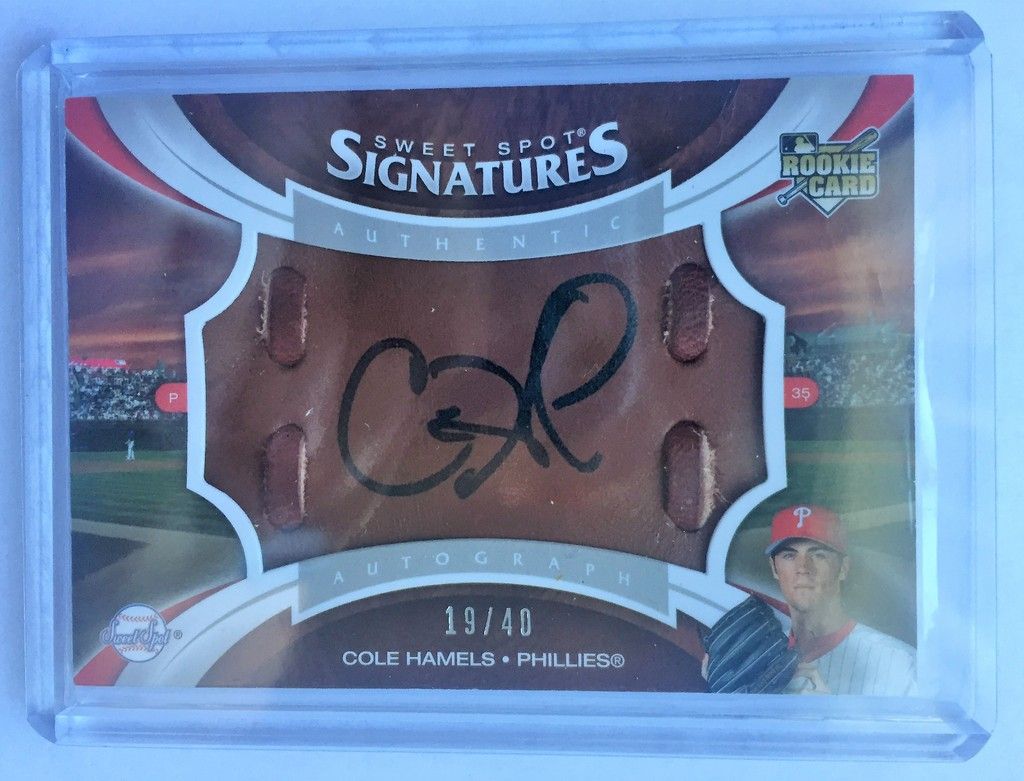 SWEET SPOT®
SIGNATURES
ROOKIE
CARD
AUTHENTIC
P
35
P
AUTOGRAPH
19/40
Sweet Spot ®
COLE HAMELS • PHILLIES®